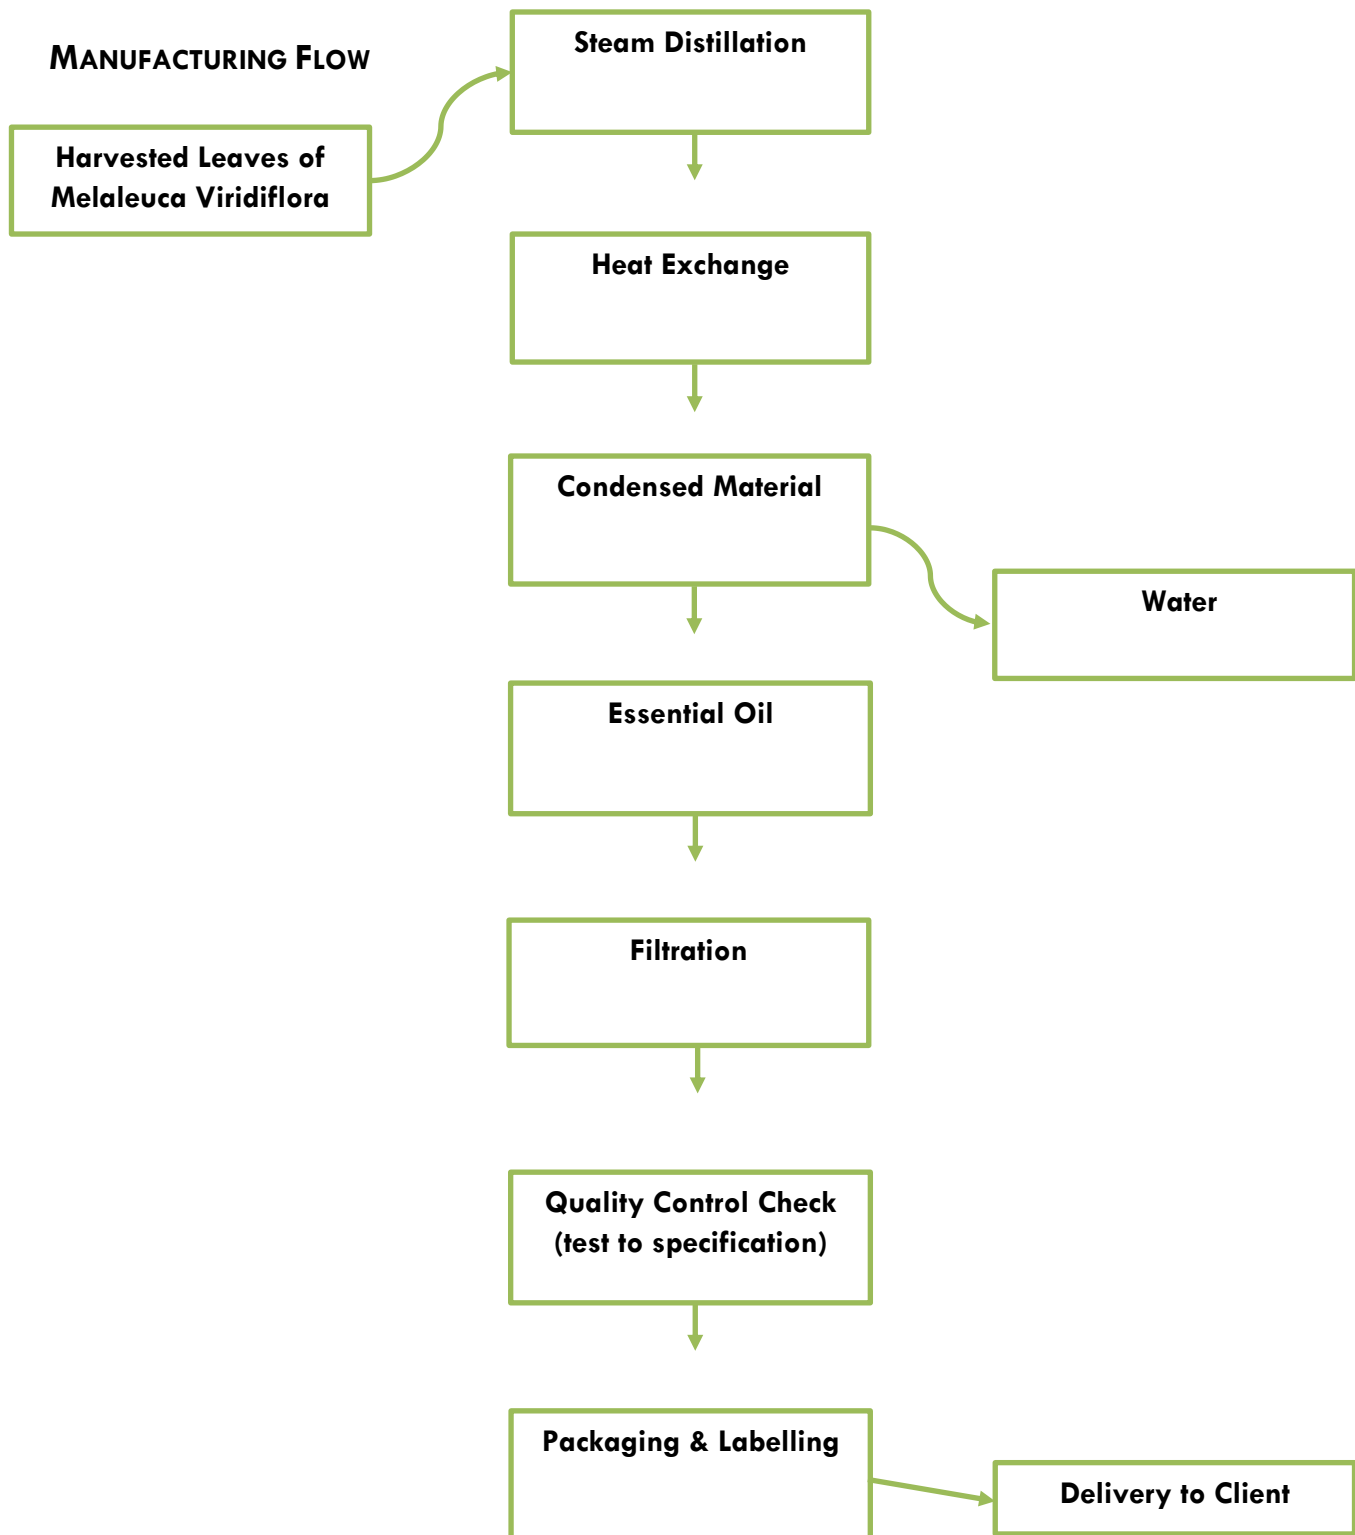 MANUFACTURING FLOW
Steam Distillation
Harvested Leaves of
Melaleuca Viridiflora
Heat Exchange
Condensed Material
Water
Essential Oil
Filtration
Quality Control Check
(test to specification)
Packaging & Labelling
Delivery to Client